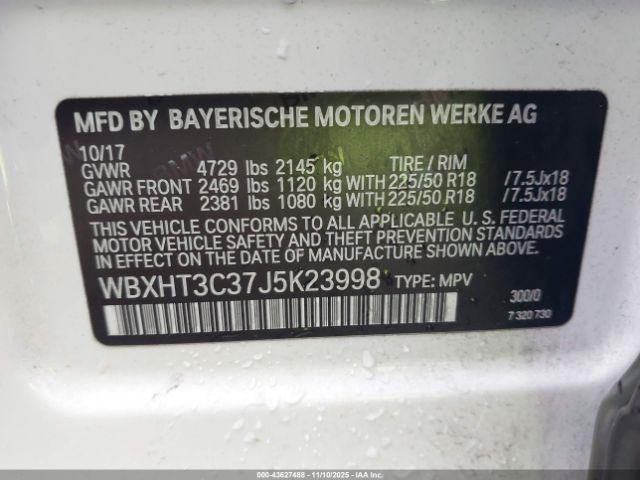 MFD BY BAYERISCHE MOTOREN WERKE AG
10/17
GVWR 4729 lbs 2145 kg TIRE / RIM
GAWR FRONT 2469 lbs 1120 kg WITH 225/50 R18 /7.5Jx18
GAWR REAR 2381 lbs 1080 kg WITH 225/50 R18 /7.5Jx18
THIS VEHICLE CONFORMS TO ALL APPLICABLE U. S. FEDERAL
MOTOR VEHICLE SAFETY AND THEFT PREVENTION STANDARDS
IN EFFECT ON THE DATE OF MANUFACTURE SHOWN ABOVE.
WBXHT3C37J5K23998 TYPE: MPV
300/0
7 320 730
000-43627488 - 11/10/2025 - COPART